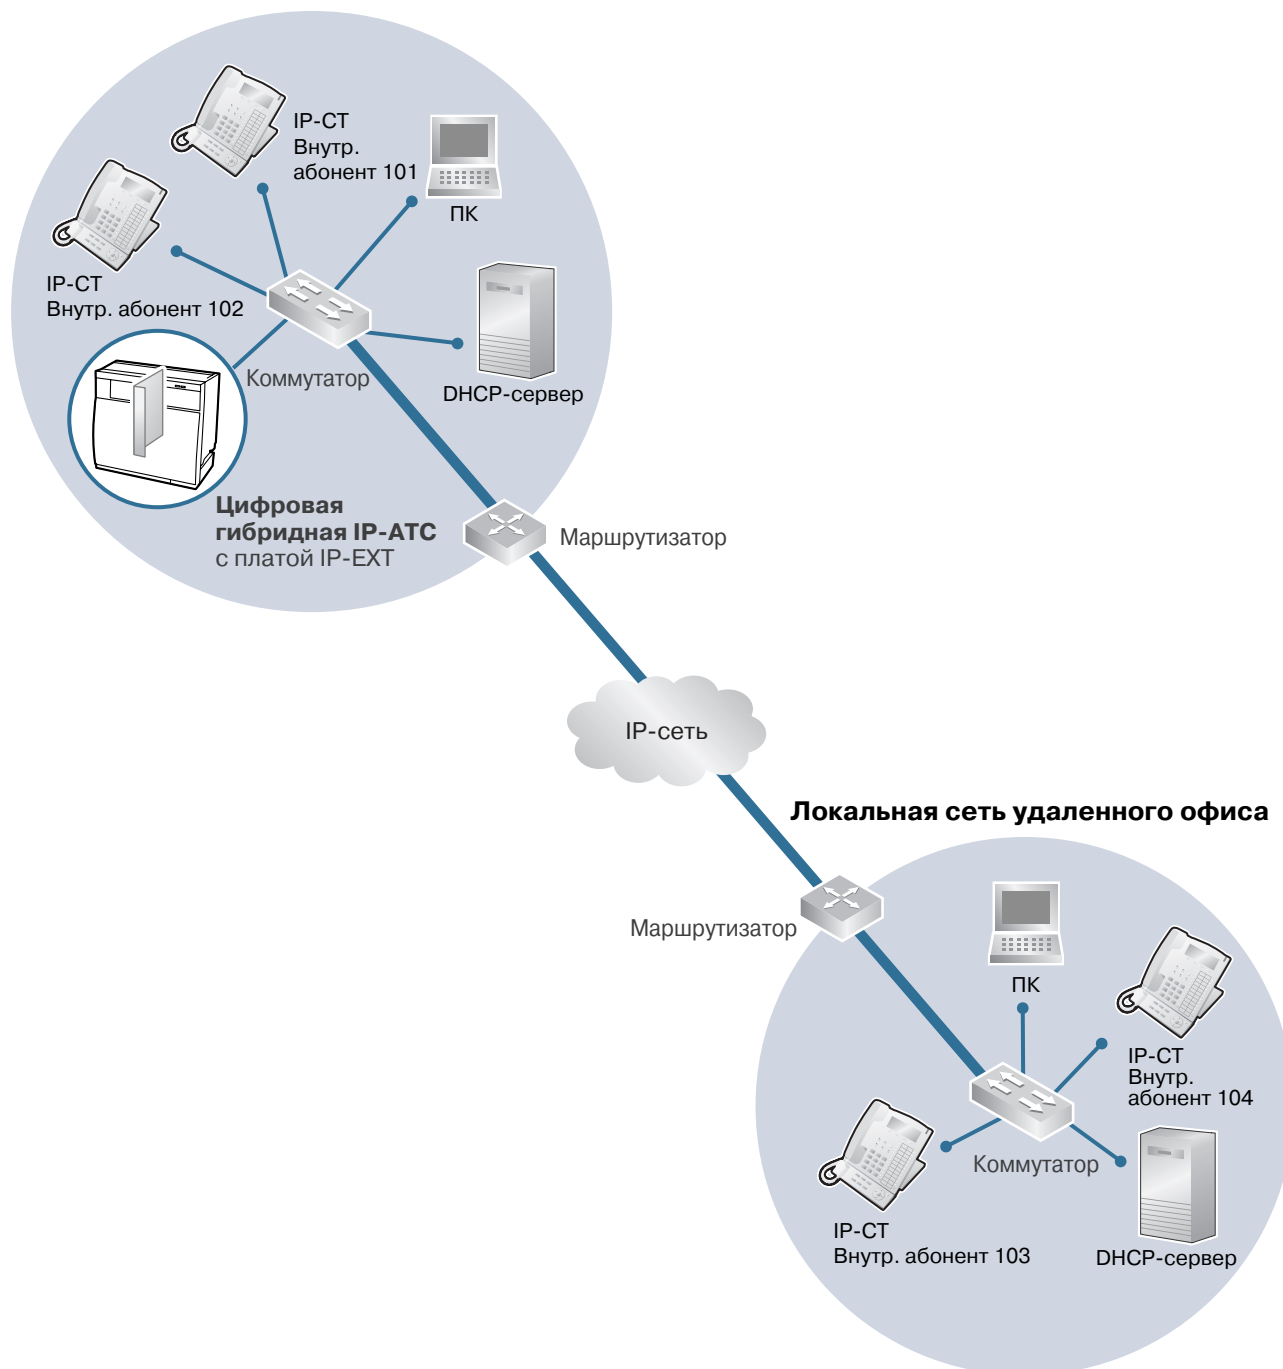 IP-СТ
Внутр.
абонент 101
ПК
IP-СТ
Внутр. абонент 102
Коммутатор
DHCP-сервер
Цифровая
гибридная IP-АТС
с платой IP-EXT
Маршрутизатор
IP-сеть
Локальная сеть удаленного офиса
Маршрутизатор
ПК
IP-СТ
Внутр.
абонент 104
Коммутатор
IP-СТ
Внутр. абонент 103
DHCP-сервер